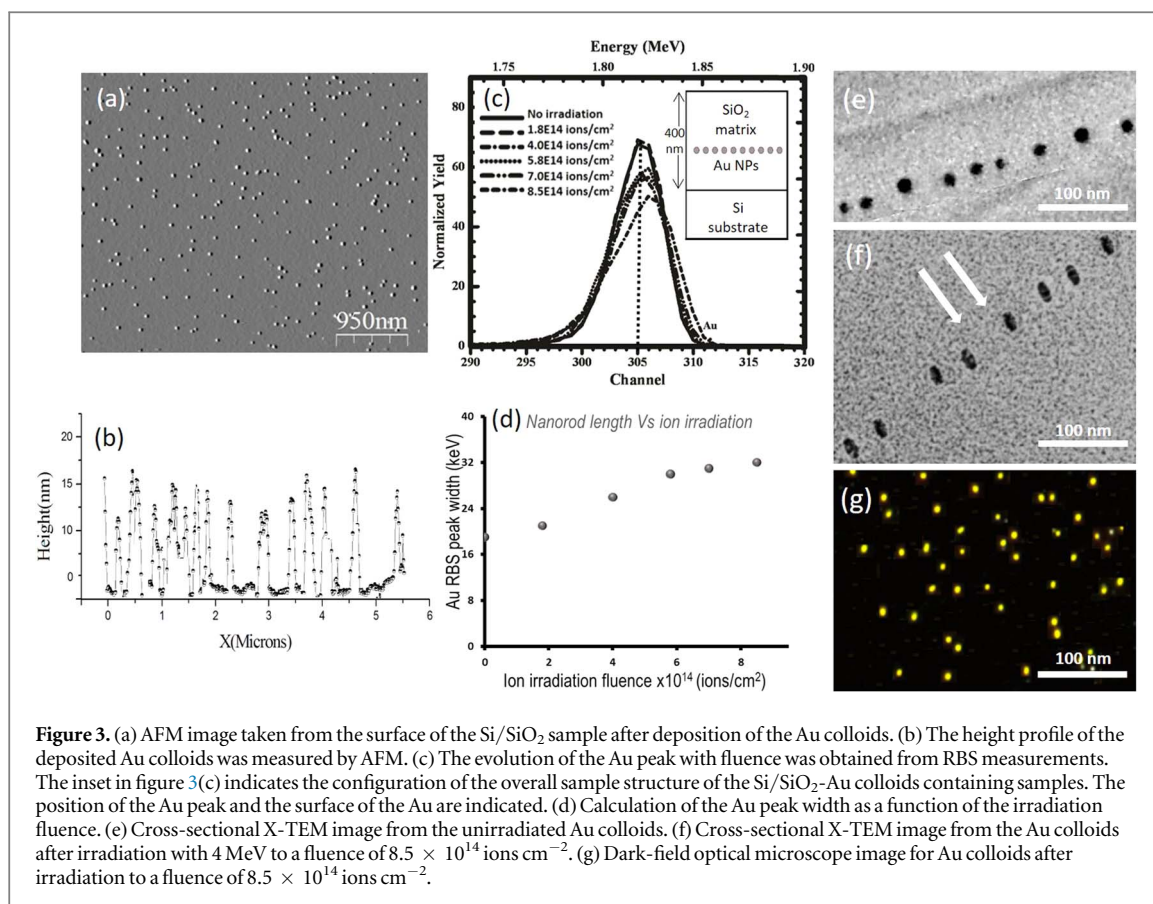 (a)
950nm
(b)
Height(nm)
20
15
10
5
0
0 1 2 3 4 5 6
X(Microns)
Energy (MeV)
1.75 1.80 1.85 1.90
(c)
Normalized Yield
80
60
40
20
0
No irradiation
1.8E14 ions/cm²
4.0E14 ions/cm²
5.8E14 ions/cm²
7.0E14 ions/cm²
8.5E14 ions/cm²
400
nm
SiO₂
matrix
Au NPs
Si
substrate
Au
290 300 305 310 315 320
Channel
(d) Nanorod length Vs ion irradiation
Au RBS peak width (keV)
40
32
24
16
8
0
0 2 4 6 8
Ion irradiation fluence x10¹⁴ (ions/cm²)
(e)
100 nm
(f)
100 nm
(g)
100 nm
Figure 3. (a) AFM image taken from the surface of the Si/SiO₂ sample after deposition of the Au colloids. (b) The height profile of the
deposited Au colloids was measured by AFM. (c) The evolution of the Au peak with fluence was obtained from RBS measurements.
The inset in figure 3(c) indicates the configuration of the overall sample structure of the Si/SiO₂-Au colloids containing samples. The
position of the Au peak and the surface of the Au are indicated. (d) Calculation of the Au peak width as a function of the irradiation
fluence. (e) Cross-sectional X-TEM image from the unirradiated Au colloids. (f) Cross-sectional X-TEM image from the Au colloids
after irradiation with 4 MeV to a fluence of 8.5 × 10¹⁴ ions cm⁻². (g) Dark-field optical microscope image for Au colloids after
irradiation to a fluence of 8.5 × 10¹⁴ ions cm⁻².